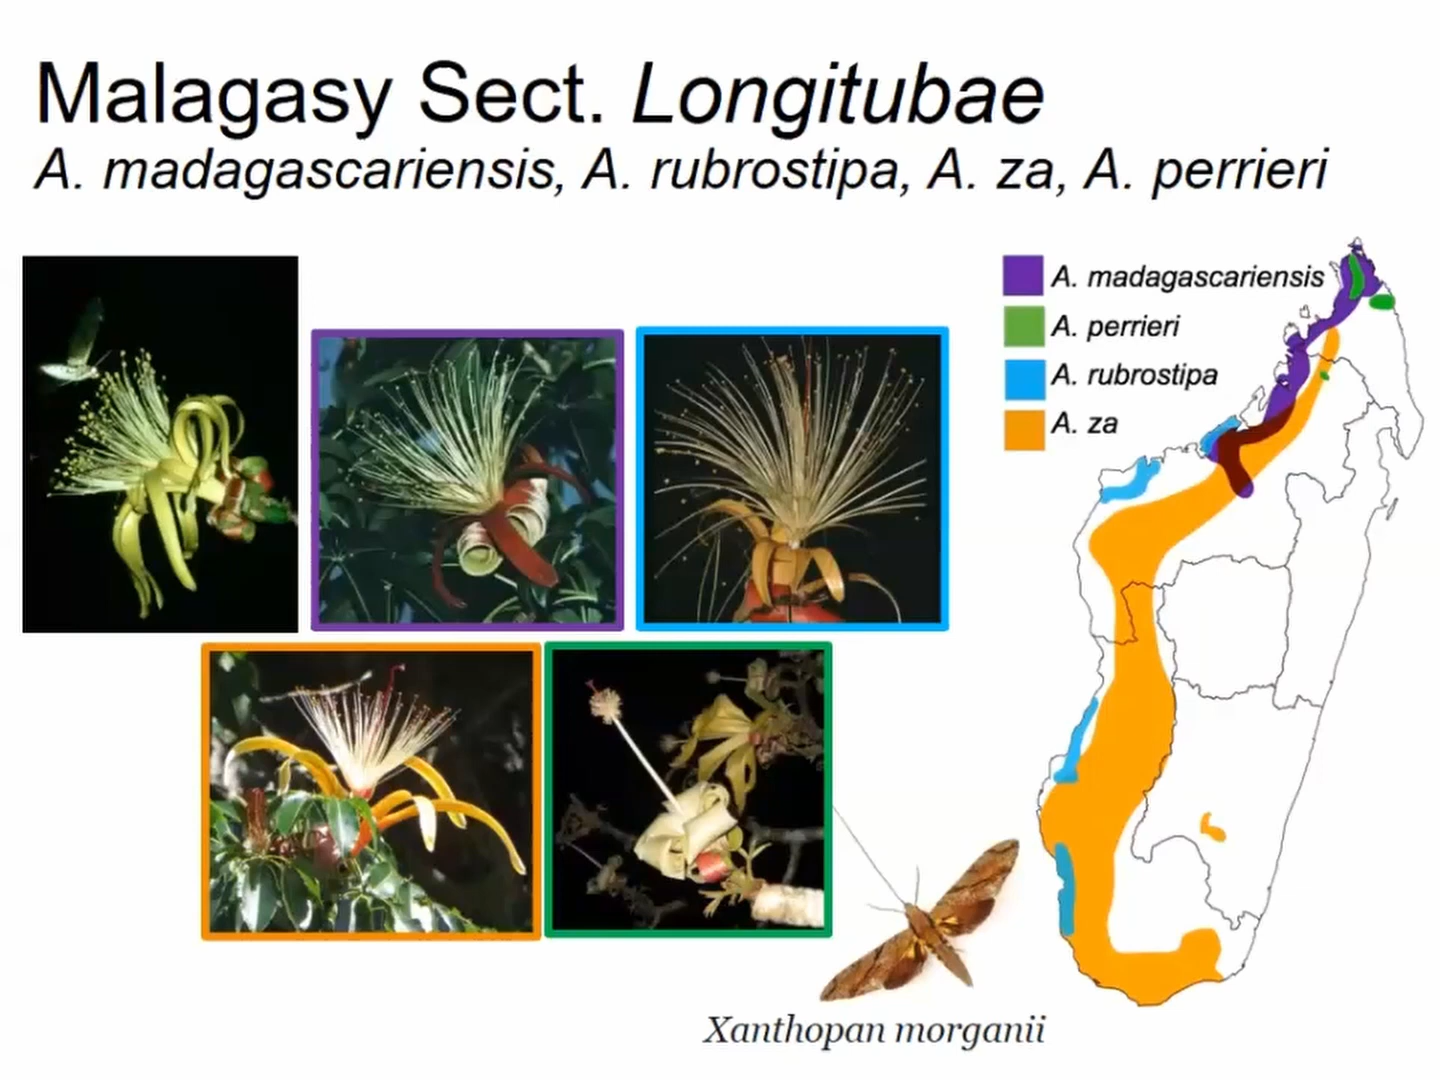 Malagasy Sect. Longitubae
A. madagascariensis, A. rubrostipa, A. za, A. perrieri
A. madagascariensis
A. perrieri
A. rubrostipa
A. za
Xanthopan morganii